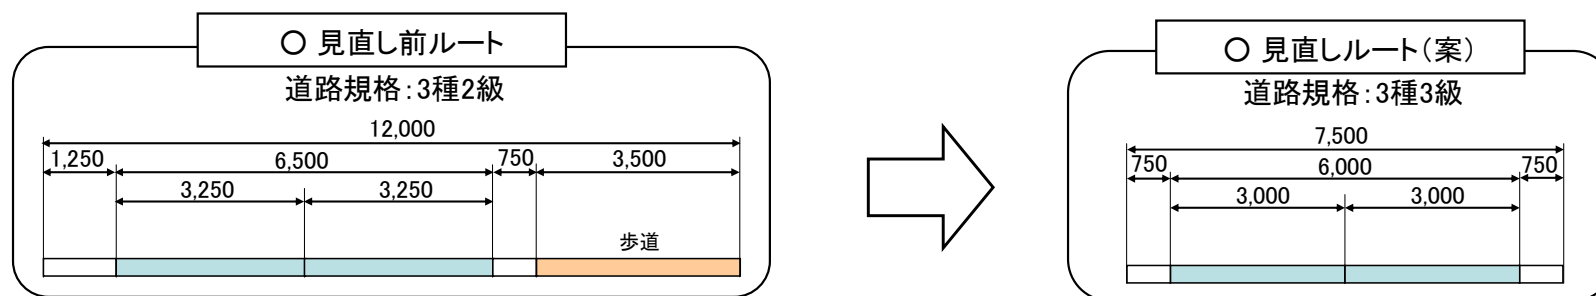 〇 見直し前ルート
道路規格:3種2級
12,000
1,250 6,500 750 3,500
3,250 3,250
歩道
〇 見直しルート(案)
道路規格:3種3級
7,500
750 6,000 750
3,000 3,000